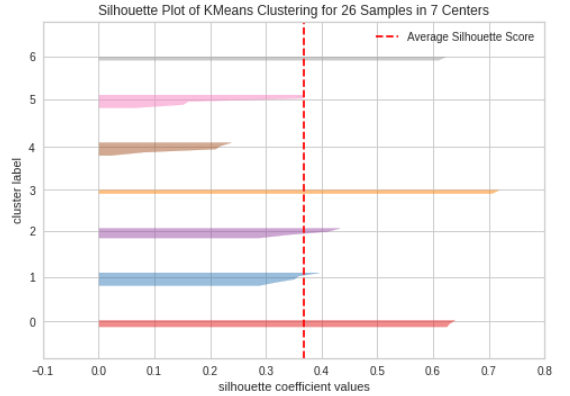 Silhouette Plot of KMeans Clustering for 26 Samples in 7 Centers
Average Silhouette Score
6
5
4
3
2
1
0
cluster label
−0.1 0.0 0.1 0.2 0.3 0.4 0.5 0.6 0.7 0.8
silhouette coefficient values